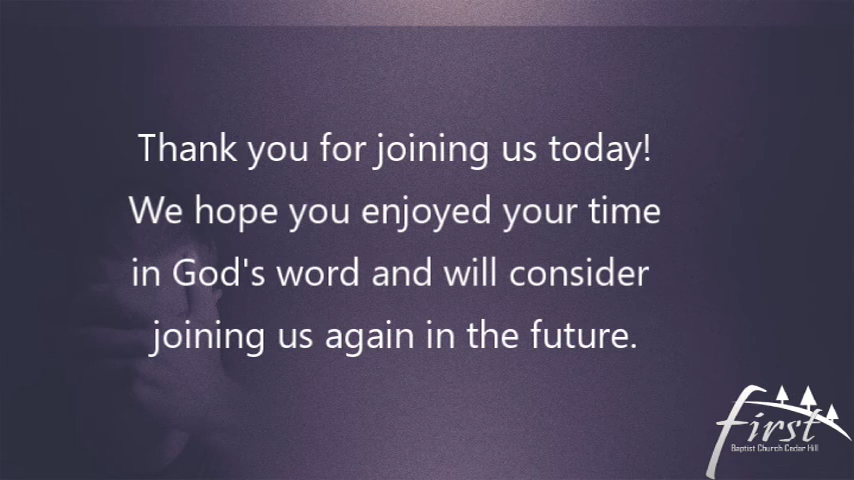 Thank you for joining us today!
We hope you enjoyed your time
in God's word and will consider
joining us again in the future.
first
Baptist Church Cedar Hill